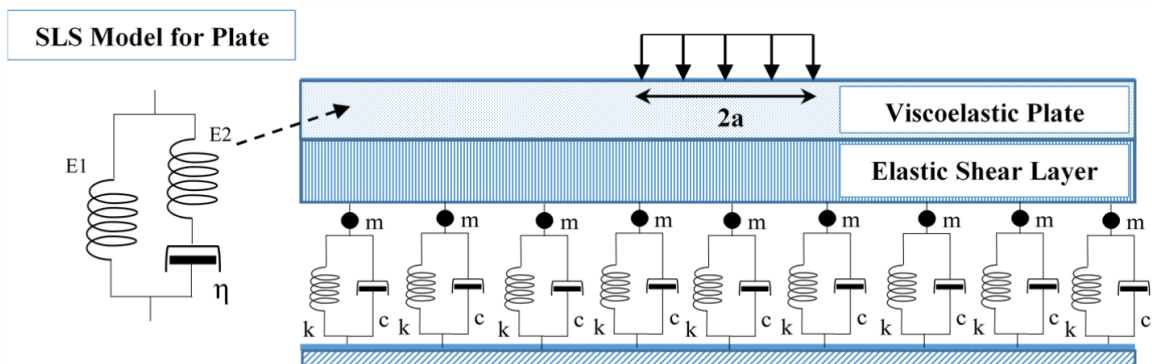 SLS Model for Plate
E1
E2
η
2a
Viscoelastic Plate
Elastic Shear Layer
m m m m m m m m m
k c k c k c k c k c k c k c k c k c